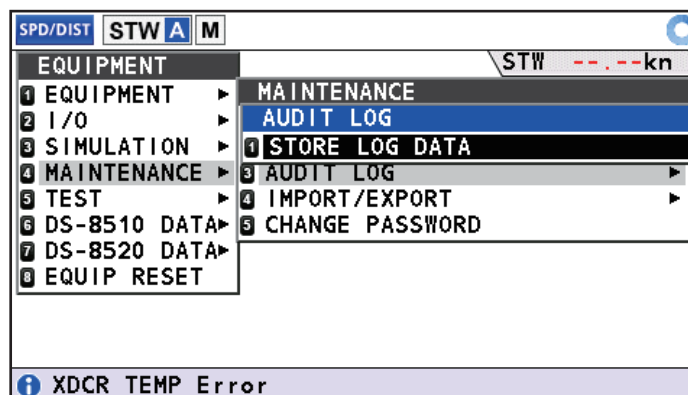 SPD/DIST STW A M
EQUIPMENT
STW --.--kn
1 EQUIPMENT ▶
2 I/O ▶
3 SIMULATION ▶
4 MAINTENANCE ▶
5 TEST ▶
6 DS-8510 DATA▶
7 DS-8520 DATA▶
8 EQUIP RESET
MAINTENANCE
AUDIT LOG
1 STORE LOG DATA
3 AUDIT LOG ▶
4 IMPORT/EXPORT ▶
5 CHANGE PASSWORD
XDCR TEMP Error